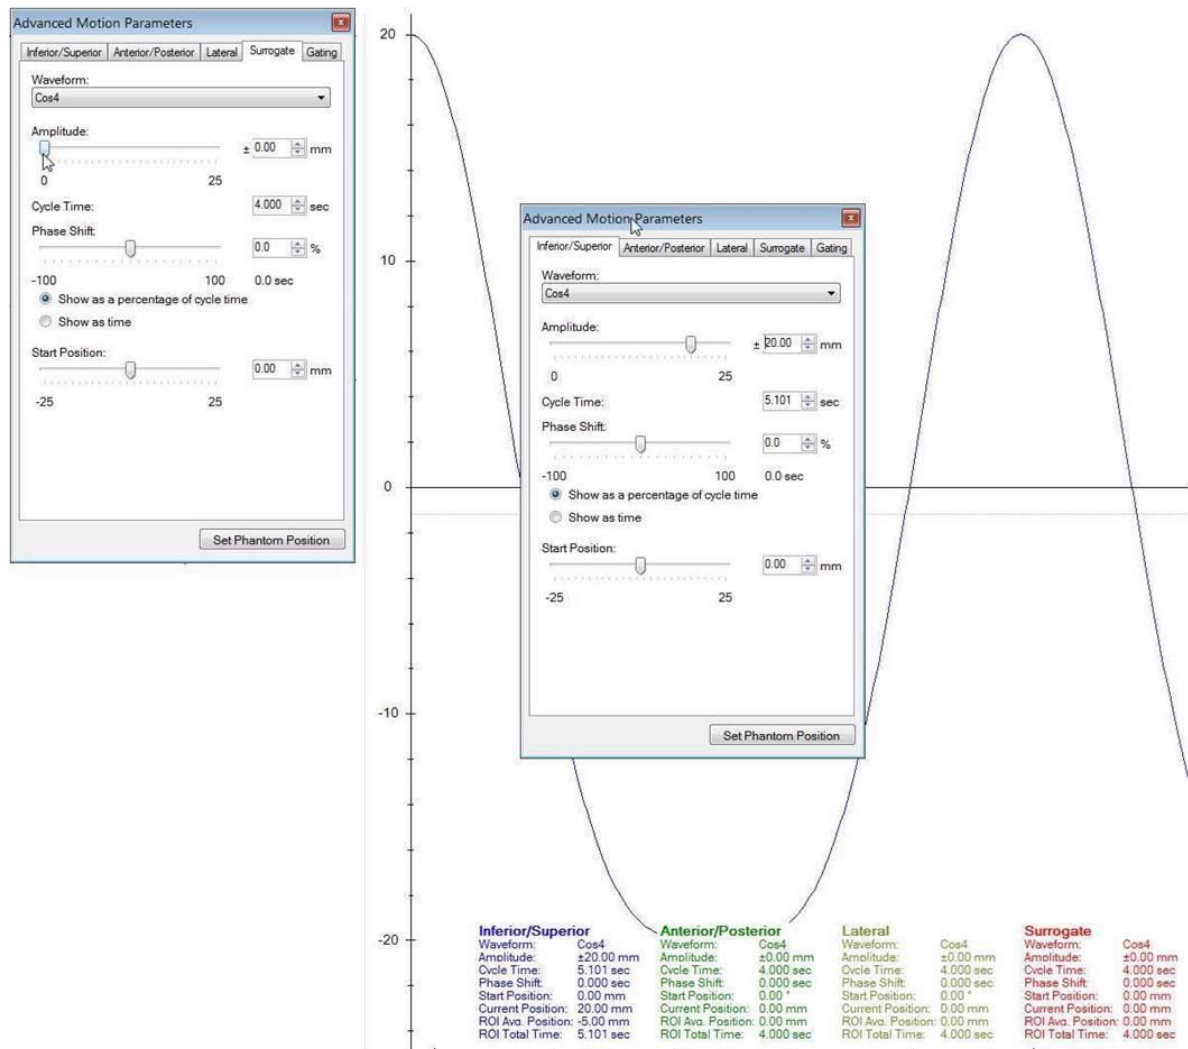 Advanced Motion Parameters
Inferior/Superior Anterior/Posterior Lateral Surrogate Gating
Waveform:
Cos4
Amplitude:
± 0.00 mm
0 25
Cycle Time: 4.000 sec
Phase Shift:
0.0 %
-100 100 0.0 sec
Show as a percentage of cycle time
Show as time
Start Position:
0.00 mm
-25 25
Set Phantom Position
20
10
0
-10
-20
Advanced Motion Parameters
Inferior/Superior Anterior/Posterior Lateral Surrogate Gating
Waveform:
Cos4
Amplitude:
± 20.00 mm
0 25
Cycle Time: 5.101 sec
Phase Shift:
0.0 %
-100 100 0.0 sec
Show as a percentage of cycle time
Show as time
Start Position:
0.00 mm
-25 25
Set Phantom Position
Inferior/Superior
Waveform: Cos4
Amplitude: ±20.00 mm
Cycle Time: 5.101 sec
Phase Shift: 0.000 sec
Start Position: 0.00 mm
Current Position: 20.00 mm
ROI Avg. Position: -5.00 mm
ROI Total Time: 5.101 sec
Anterior/Posterior
Waveform: Cos4
Amplitude: ±0.00 mm
Cycle Time: 4.000 sec
Phase Shift: 0.000 sec
Start Position: 0.00 °
Current Position: 0.00 mm
ROI Avg. Position: 0.00 mm
ROI Total Time: 4.000 sec
Lateral
Waveform: Cos4
Amplitude: ±0.00 mm
Cycle Time: 4.000 sec
Phase Shift: 0.000 sec
Start Position: 0.00 °
Current Position: 0.00 mm
ROI Avg. Position: 0.00 mm
ROI Total Time: 4.000 sec
Surrogate
Waveform: Cos4
Amplitude: ±0.00 mm
Cycle Time: 4.000 sec
Phase Shift: 0.000 sec
Start Position: 0.00 mm
Current Position: 0.00 mm
ROI Avg. Position: 0.00 mm
ROI Total Time: 4.000 sec